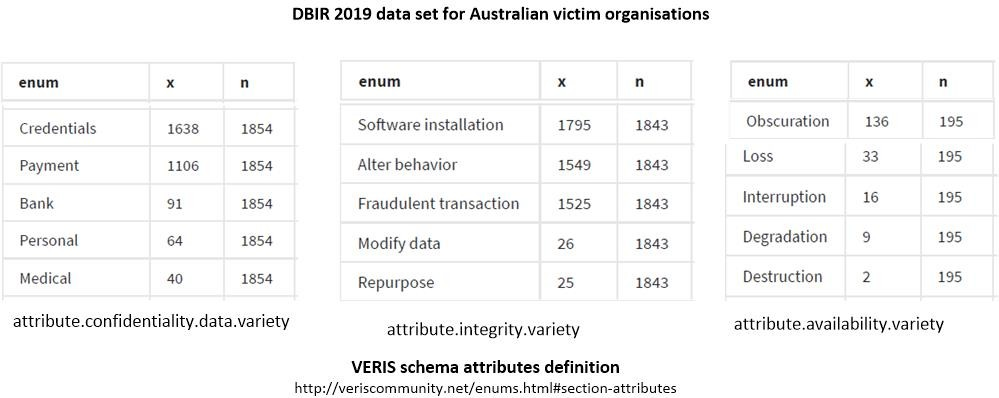 DBIR 2019 data set for Australian victim organisations
enum x n
Credentials 1638 1854
Payment 1106 1854
Bank 91 1854
Personal 64 1854
Medical 40 1854
attribute.confidentiality.data.variety
enum x n
Software installation 1795 1843
Alter behavior 1549 1843
Fraudulent transaction 1525 1843
Modify data 26 1843
Repurpose 25 1843
attribute.integrity.variety
enum x n
Obscuration 136 195
Loss 33 195
Interruption 16 195
Degradation 9 195
Destruction 2 195
attribute.availability.variety
VERIS schema attributes definition
http://veriscommunity.net/enums.html#section-attributes